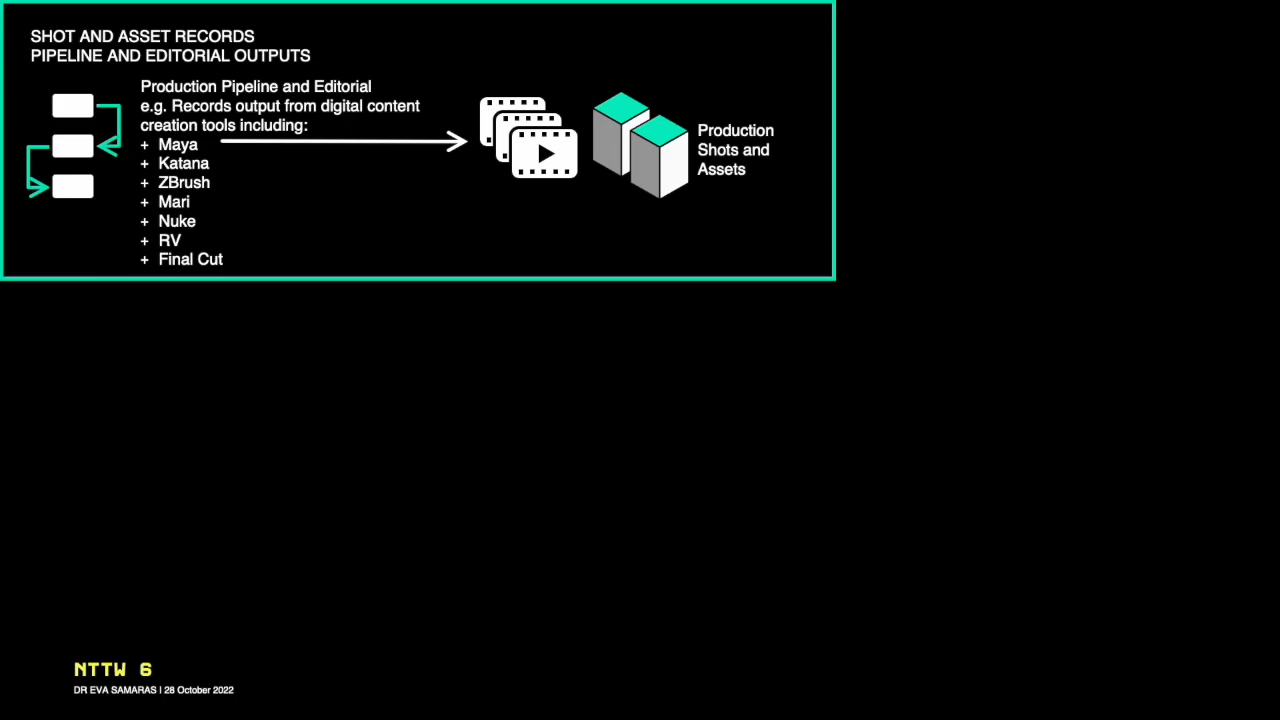 SHOT AND ASSET RECORDS
PIPELINE AND EDITORIAL OUTPUTS
Production Pipeline and Editorial
e.g. Records output from digital content
creation tools including:
+ Maya
+ Katana
+ ZBrush
+ Mari
+ Nuke
+ RV
+ Final Cut
Production
Shots and
Assets
NTTW 6
DR EVA SAMARAS | 28 October 2022